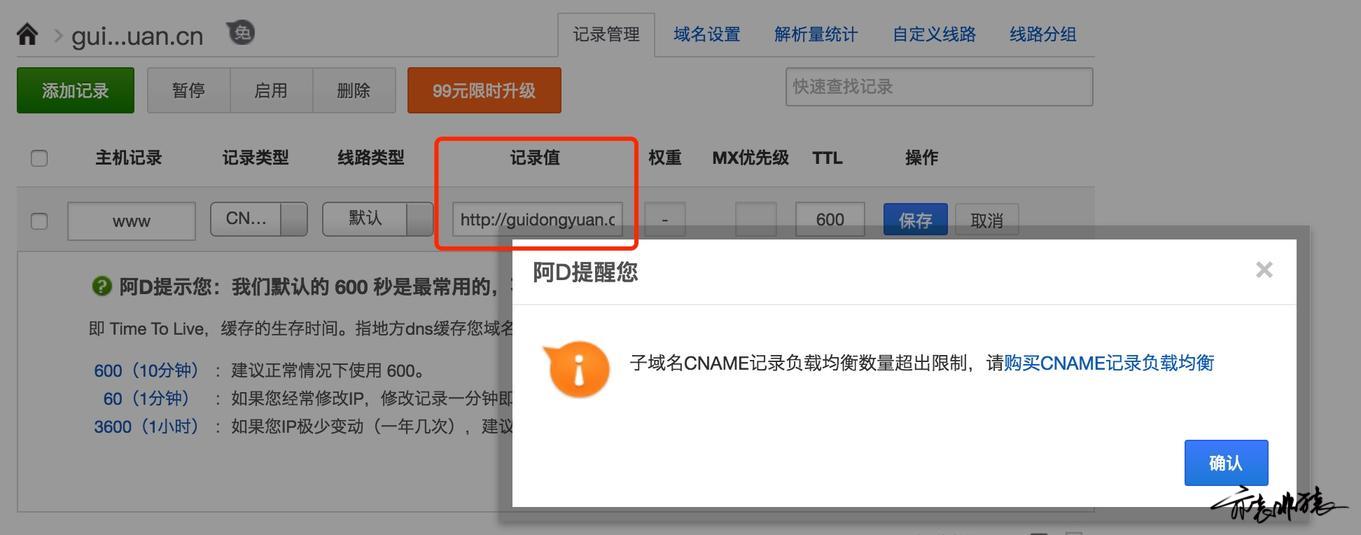 gui...uan.cn 免 记录管理 域名设置 解析量统计 自定义线路 线路分组
添加记录 暂停 启用 删除 99元限时升级 快速查找记录
主机记录 记录类型 线路类型 记录值 权重 MX优先级 TTL 操作
www CN... 默认 http://guidongyuan.c - 600 保存 取消
阿D提醒您 ×
? 阿D提示您：我们默认的 600 秒是最常用的，
即 Time To Live，缓存的生存时间。指地方dns缓存您域名
子域名CNAME记录负载均衡数量超出限制，请购买CNAME记录负载均衡
600（10分钟）：建议正常情况下使用 600。
60（1分钟）：如果您经常修改IP，修改记录一分钟即
3600（1小时）：如果您IP极少变动（一年几次），建议
确认